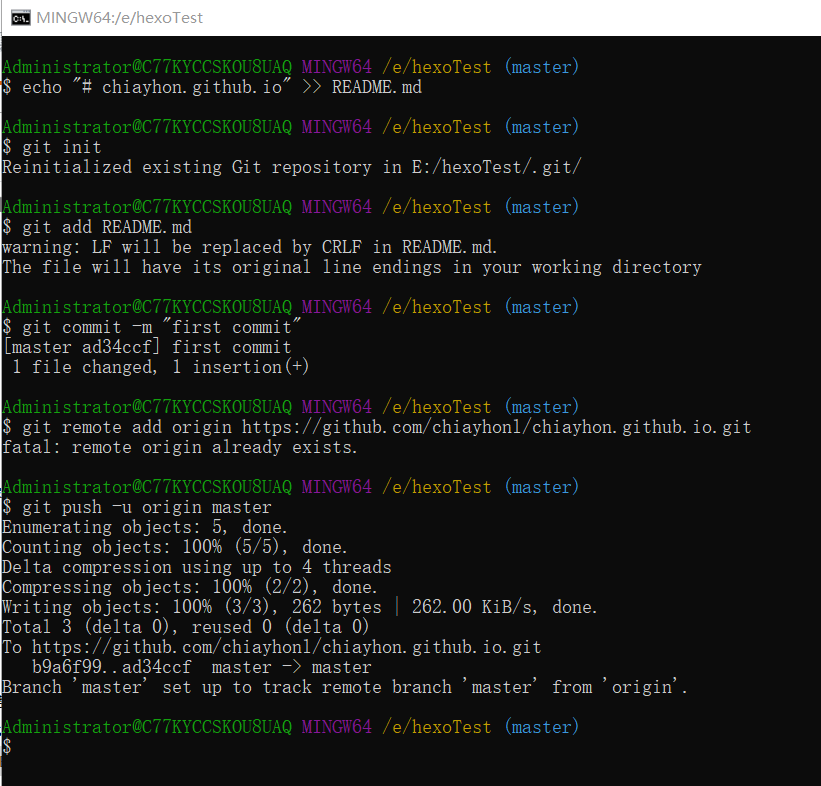 MINGW64:/e/hexoTest
Administrator@C77KYCCSKOU8UAQ MINGW64 /e/hexoTest (master)
$ echo "# chiayhon.github.io" >> README.md
Administrator@C77KYCCSKOU8UAQ MINGW64 /e/hexoTest (master)
$ git init
Reinitialized existing Git repository in E:/hexoTest/.git/
Administrator@C77KYCCSKOU8UAQ MINGW64 /e/hexoTest (master)
$ git add README.md
warning: LF will be replaced by CRLF in README.md.
The file will have its original line endings in your working directory
Administrator@C77KYCCSKOU8UAQ MINGW64 /e/hexoTest (master)
$ git commit -m "first commit"
[master ad34ccf] first commit
 1 file changed, 1 insertion(+)
Administrator@C77KYCCSKOU8UAQ MINGW64 /e/hexoTest (master)
$ git remote add origin https://github.com/chiayhonl/chiayhon.github.io.git
fatal: remote origin already exists.
Administrator@C77KYCCSKOU8UAQ MINGW64 /e/hexoTest (master)
$ git push -u origin master
Enumerating objects: 5, done.
Counting objects: 100% (5/5), done.
Delta compression using up to 4 threads
Compressing objects: 100% (2/2), done.
Writing objects: 100% (3/3), 262 bytes | 262.00 KiB/s, done.
Total 3 (delta 0), reused 0 (delta 0)
To https://github.com/chiayhonl/chiayhon.github.io.git
   b9a6f99..ad34ccf  master -> master
Branch 'master' set up to track remote branch 'master' from 'origin'.
Administrator@C77KYCCSKOU8UAQ MINGW64 /e/hexoTest (master)
$